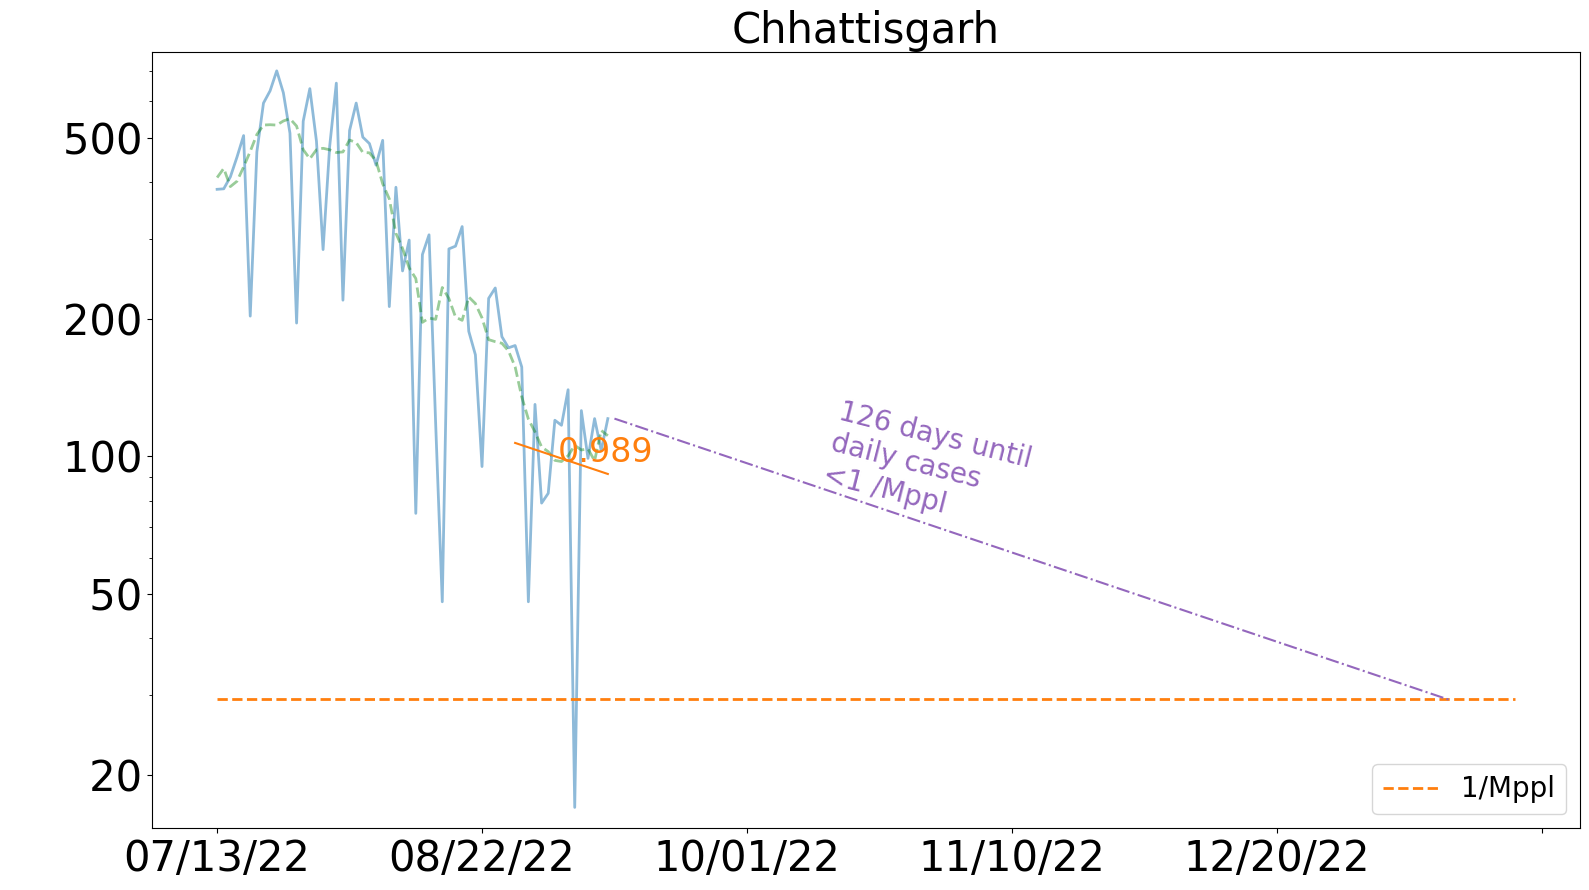 Chhattisgarh
500
200
100
50
20
0.989
126 days until
daily cases
<1 /Mppl
1/Mppl
07/13/22 08/22/22 10/01/22 11/10/22 12/20/22